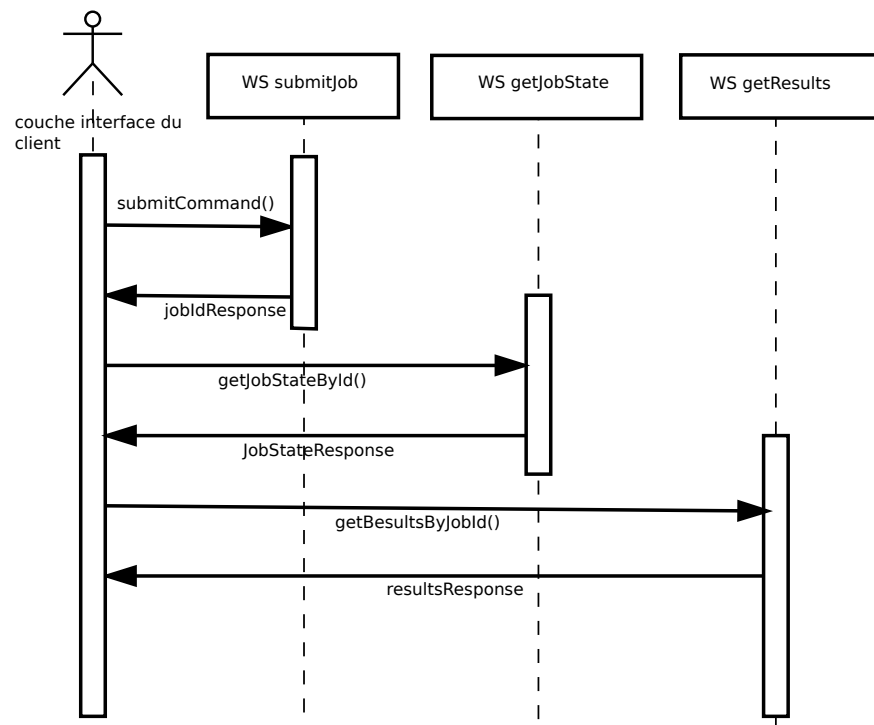 WS submitJob
WS getJobState
WS getResults
couche interface du
client
submitCommand()
jobIdResponse
getJobStateById()
JobStateResponse
getBesultsByJobId()
resultsResponse